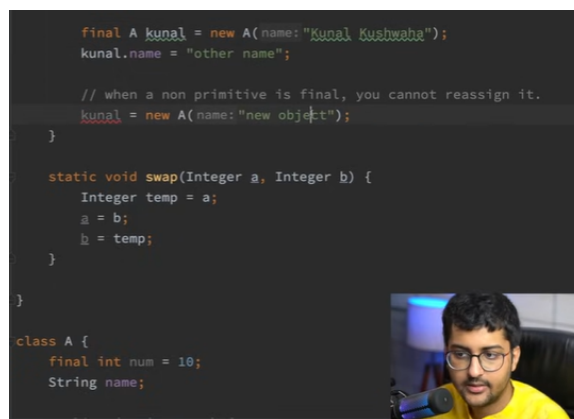 final A kunal = new A( name: "Kunal Kushwaha");
kunal.name = "other name";
// when a non primitive is final, you cannot reassign it.
kunal = new A( name: "new object");
}
static void swap(Integer a, Integer b) {
Integer temp = a;
a = b;
b = temp;
}
}
class A {
final int num = 10;
String name;